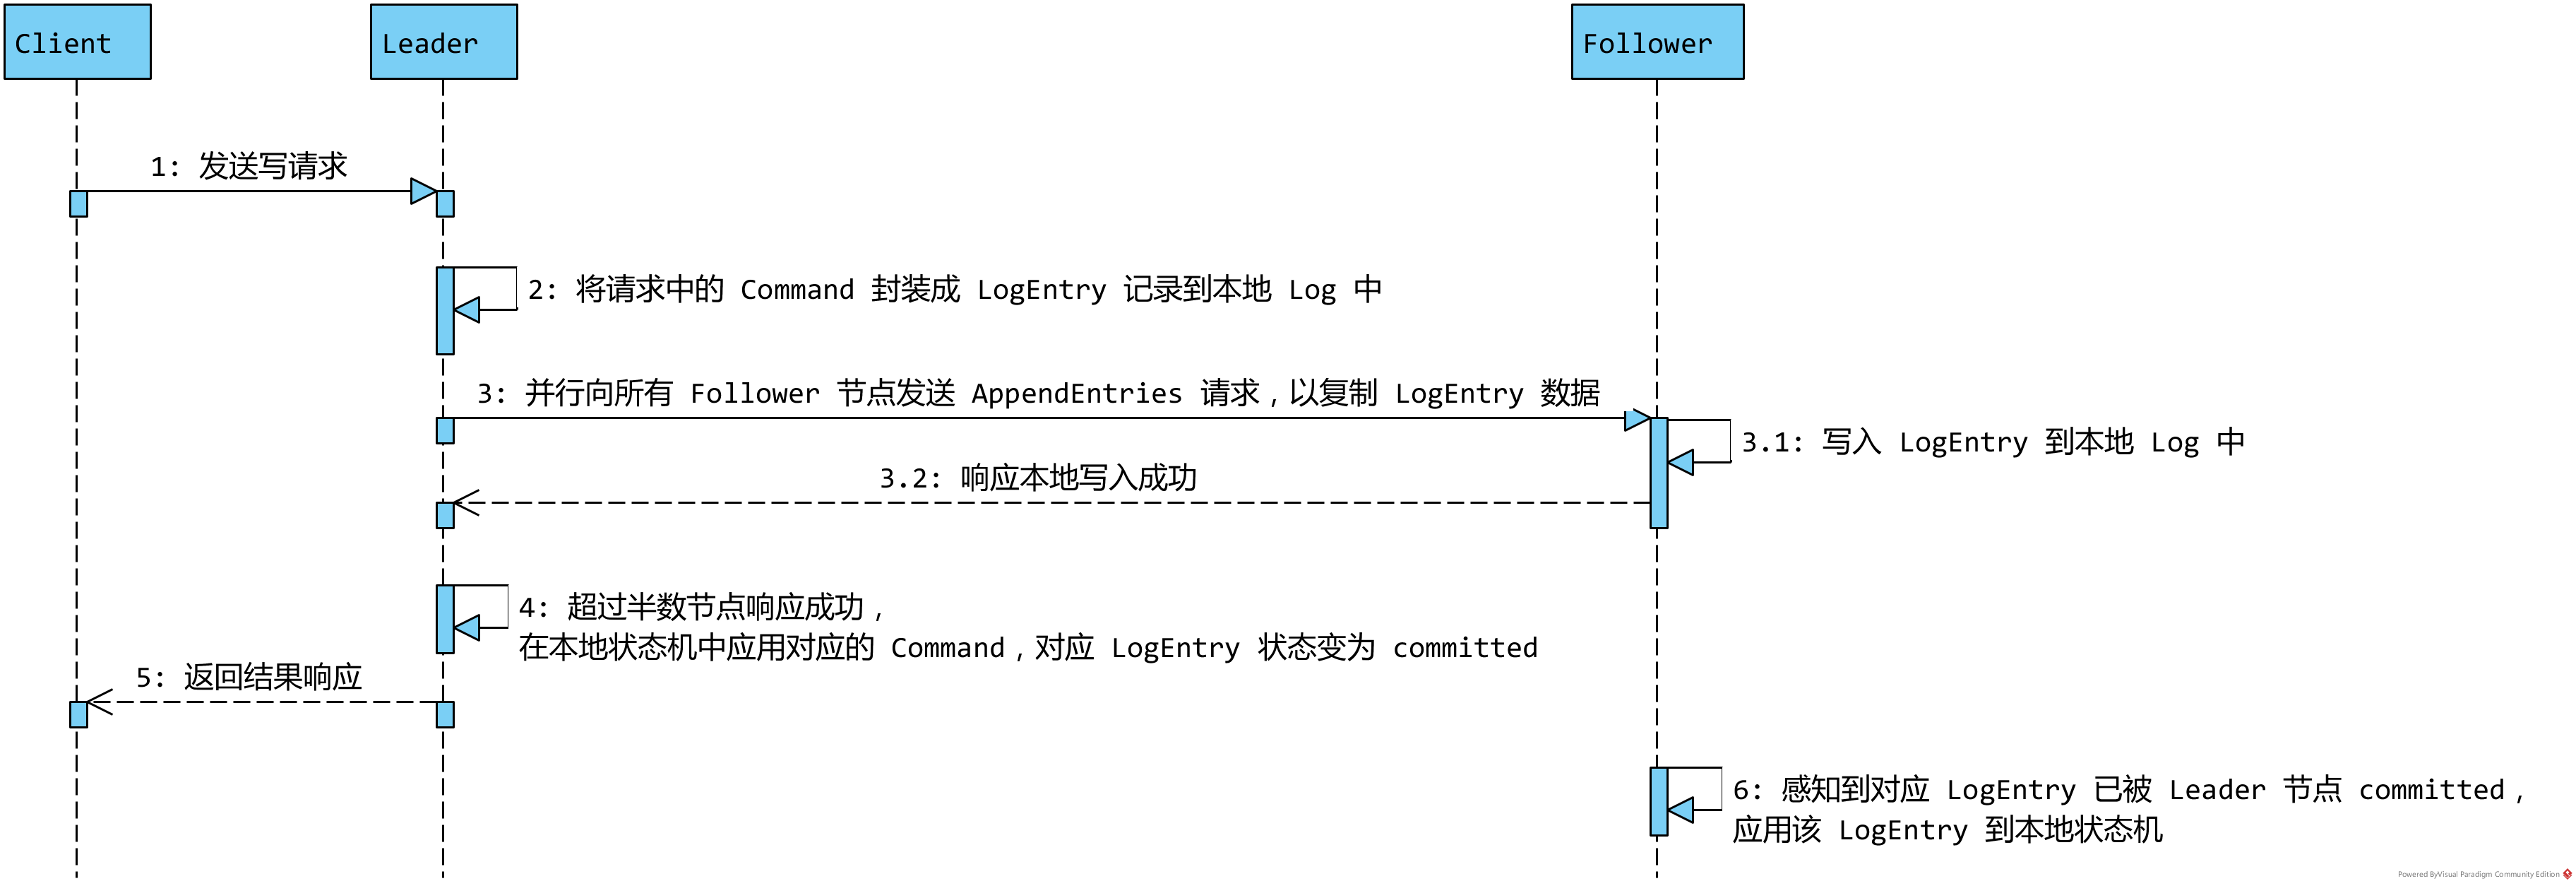 Client
Leader
Follower
1: 发送写请求
2: 将请求中的 Command 封装成 LogEntry 记录到本地 Log 中
3: 并行向所有 Follower 节点发送 AppendEntries 请求，以复制 LogEntry 数据
3.1: 写入 LogEntry 到本地 Log 中
3.2: 响应本地写入成功
4: 超过半数节点响应成功，
在本地状态机中应用对应的 Command，对应 LogEntry 状态变为 committed
5: 返回结果响应
6: 感知到对应 LogEntry 已被 Leader 节点 committed，
应用该 LogEntry 到本地状态机
Powered ByVisual Paradigm Community Edition